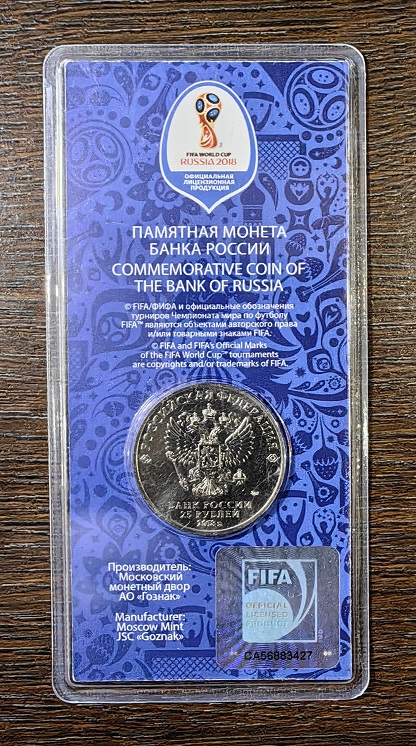 FIFA WORLD CUP
RUSSIA 2018
ОФИЦИАЛЬНАЯ
ЛИЦЕНЗИОННАЯ
ПРОДУКЦИЯ
ПАМЯТНАЯ МОНЕТА
БАНКА РОССИИ
COMMEMORATIVE COIN OF
THE BANK OF RUSSIA
© FIFA/ФИФА и официальные обозначения
турниров Чемпионата мира по футболу
FIFA™ являются объектами авторского права
и/или товарными знаками FIFA.
© FIFA and FIFA's Official Marks
of the FIFA World Cup™ tournaments
are copyrights and/or trademarks of FIFA.
РОССИЙСКАЯ ФЕДЕРАЦИЯ
БАНК РОССИИ
25 РУБЛЕЙ
2018 г.
Производитель:
Московский
монетный двор
АО «Гознак»
Manufacturer:
Moscow Mint
JSC «Goznak»
FIFA
OFFICIAL
LICENSED
PRODUCT
CA56883427